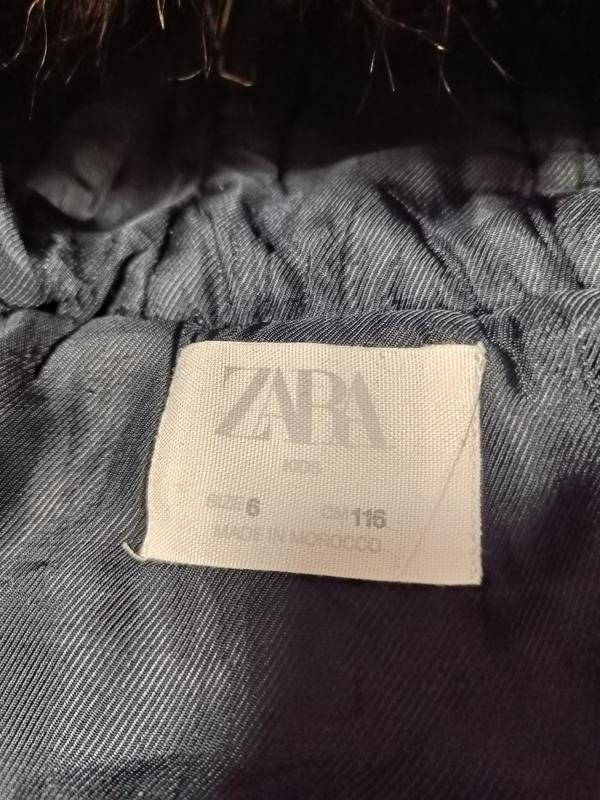 ZARA
KIDS
SIZE 6 CM 116
MADE IN MOROCCO